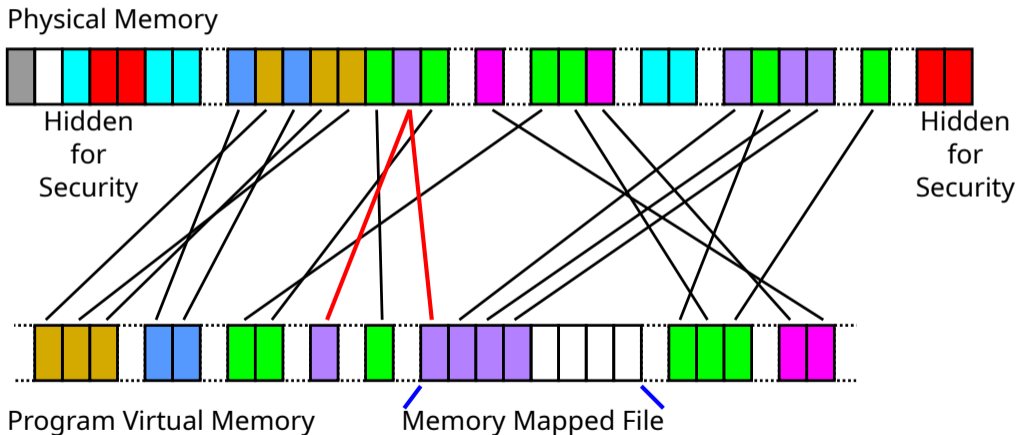 Physical Memory
Hidden
for
Security
Hidden
for
Security
Program Virtual Memory
Memory Mapped File